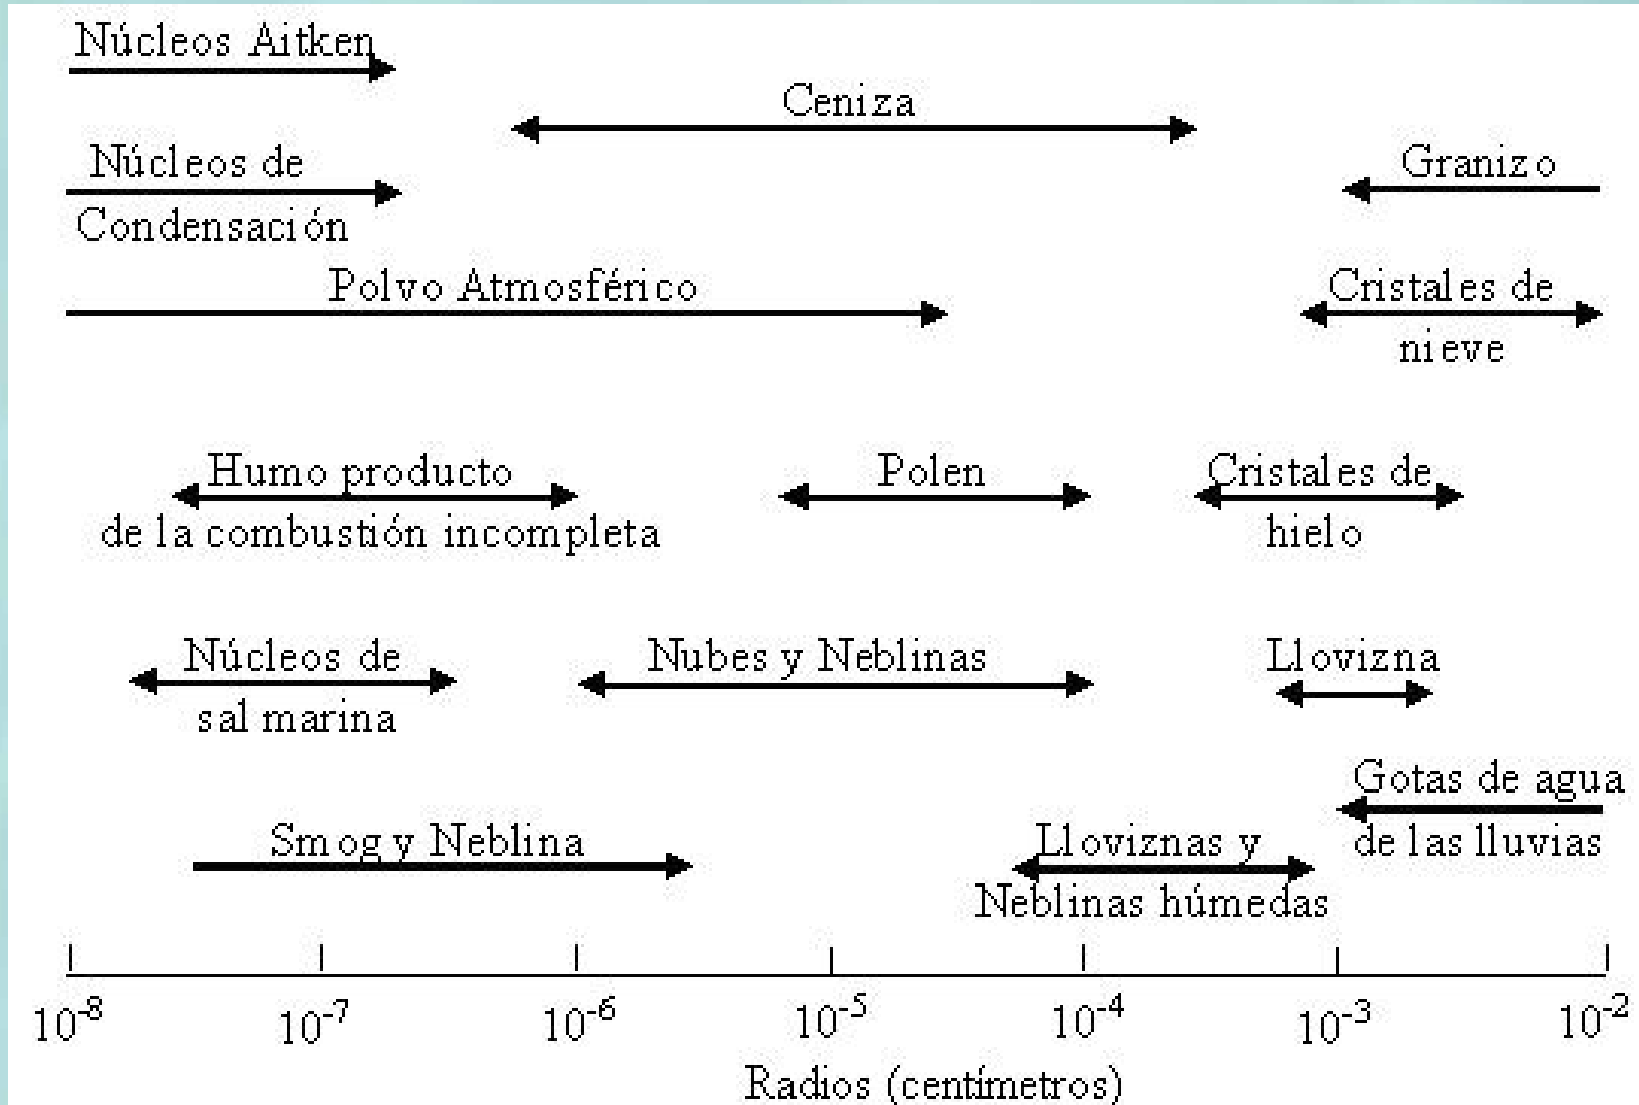 Núcleos Aitken
Ceniza
Núcleos de
Condensación
Granizo
Polvo Atmosférico
Cristales de
nieve
Humo producto
de la combustión incompleta
Polen
Cristales de
hielo
Núcleos de
sal marina
Nubes y Neblinas
Llovizna
Gotas de agua
de las lluvias
Smog y Neblina
Lloviznas y
Neblinas húmedas
10⁻⁸ 10⁻⁷ 10⁻⁶ 10⁻⁵ 10⁻⁴ 10⁻³ 10⁻²
Radios (centímetros)